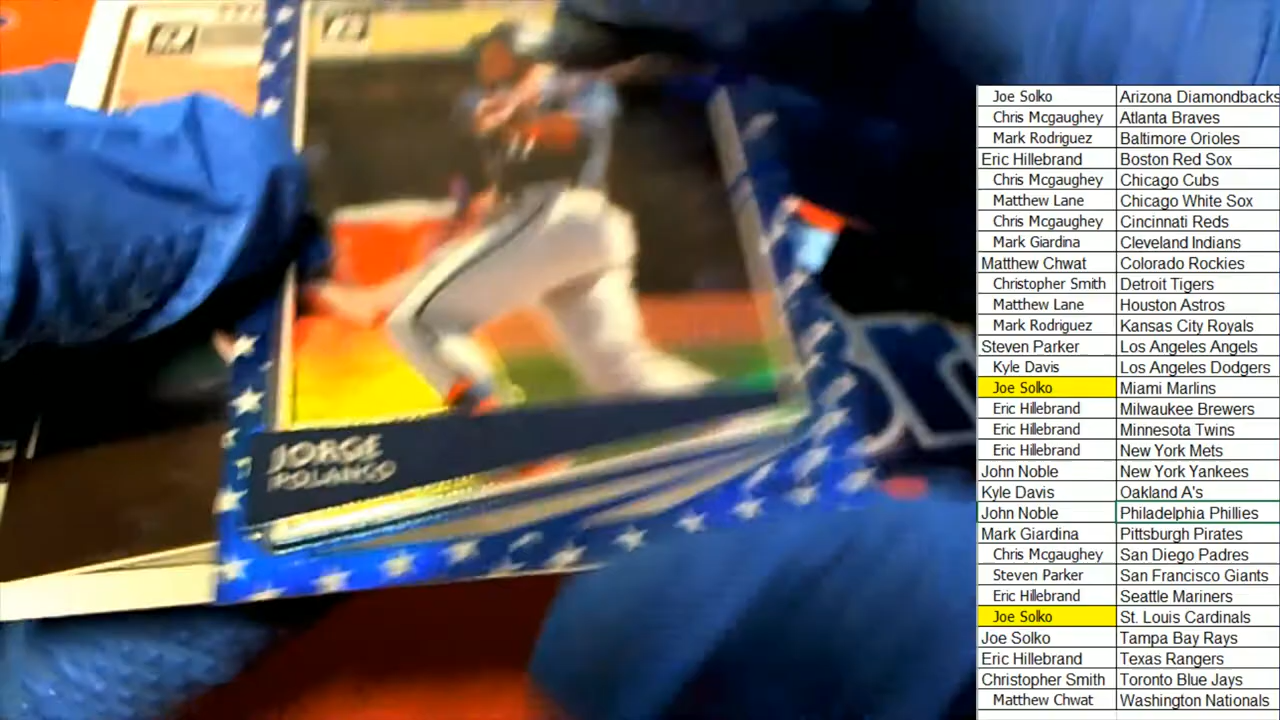 JORGE
POLANCO
Joe Solko Arizona Diamondbacks
Chris Mcgaughey Atlanta Braves
Mark Rodriguez Baltimore Orioles
Eric Hillebrand Boston Red Sox
Chris Mcgaughey Chicago Cubs
Matthew Lane Chicago White Sox
Chris Mcgaughey Cincinnati Reds
Mark Giardina Cleveland Indians
Matthew Chwat Colorado Rockies
Christopher Smith Detroit Tigers
Matthew Lane Houston Astros
Mark Rodriguez Kansas City Royals
Steven Parker Los Angeles Angels
Kyle Davis Los Angeles Dodgers
Joe Solko Miami Marlins
Eric Hillebrand Milwaukee Brewers
Eric Hillebrand Minnesota Twins
Eric Hillebrand New York Mets
John Noble New York Yankees
Kyle Davis Oakland A's
John Noble Philadelphia Phillies
Mark Giardina Pittsburgh Pirates
Chris Mcgaughey San Diego Padres
Steven Parker San Francisco Giants
Eric Hillebrand Seattle Mariners
Joe Solko St. Louis Cardinals
Joe Solko Tampa Bay Rays
Eric Hillebrand Texas Rangers
Christopher Smith Toronto Blue Jays
Matthew Chwat Washington Nationals